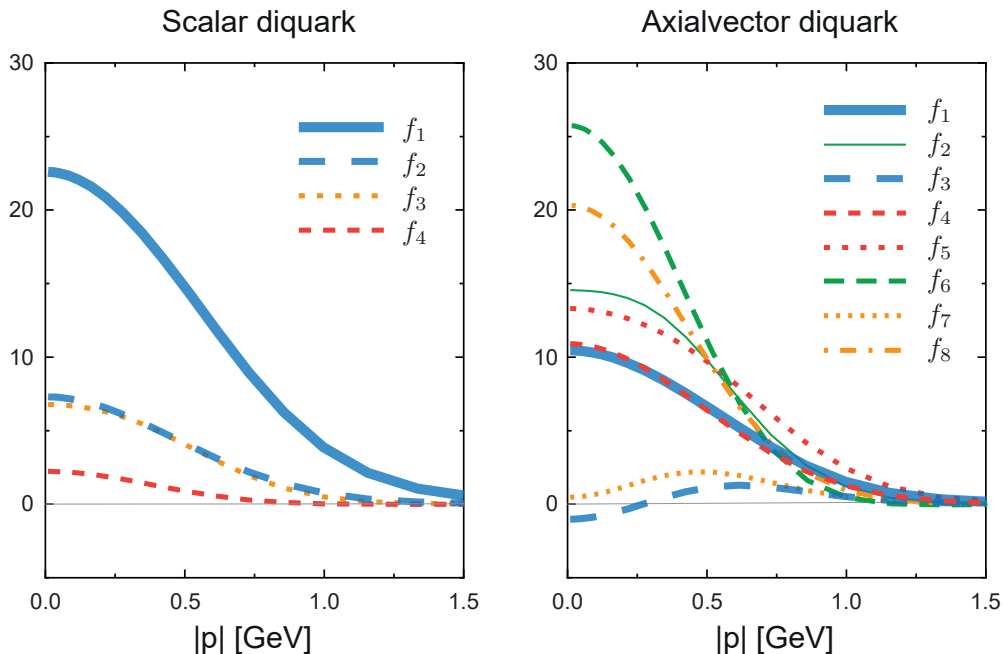 Scalar diquark
30
20
10
0
0.0 0.5 1.0 1.5
|p| [GeV]
f1
f2
f3
f4
Axialvector diquark
30
20
10
0
0.0 0.5 1.0 1.5
|p| [GeV]
f1
f2
f3
f4
f5
f6
f7
f8